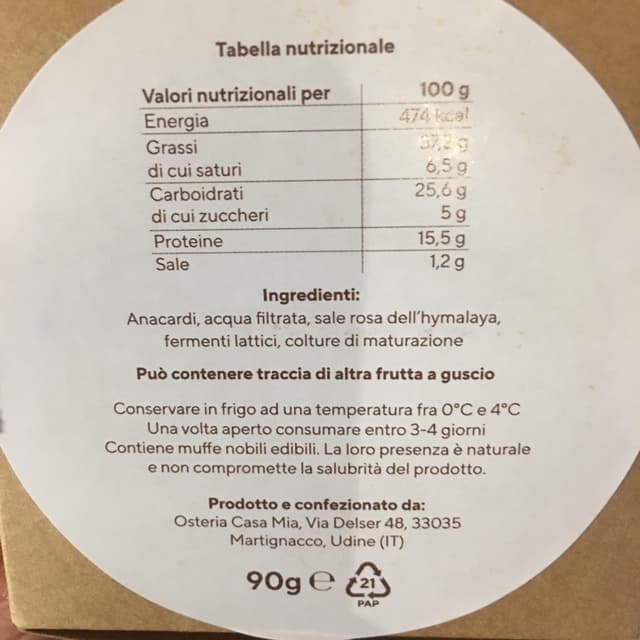 Tabella nutrizionale
Valori nutrizionali per 100 g
Energia 474 kcal
Grassi 37,2 g
di cui saturi 6,5 g
Carboidrati 25,6 g
di cui zuccheri 5 g
Proteine 15,5 g
Sale 1,2 g
Ingredienti:
Anacardi, acqua filtrata, sale rosa dell'hymalaya,
fermenti lattici, colture di maturazione
Può contenere traccia di altra frutta a guscio
Conservare in frigo ad una temperatura fra 0°C e 4°C
Una volta aperto consumare entro 3-4 giorni
Contiene muffe nobili edibili. La loro presenza è naturale
e non compromette la salubrità del prodotto.
Prodotto e confezionato da:
Osteria Casa Mia, Via Delser 48, 33035
Martignacco, Udine (IT)
90g ℮ 21
PAP